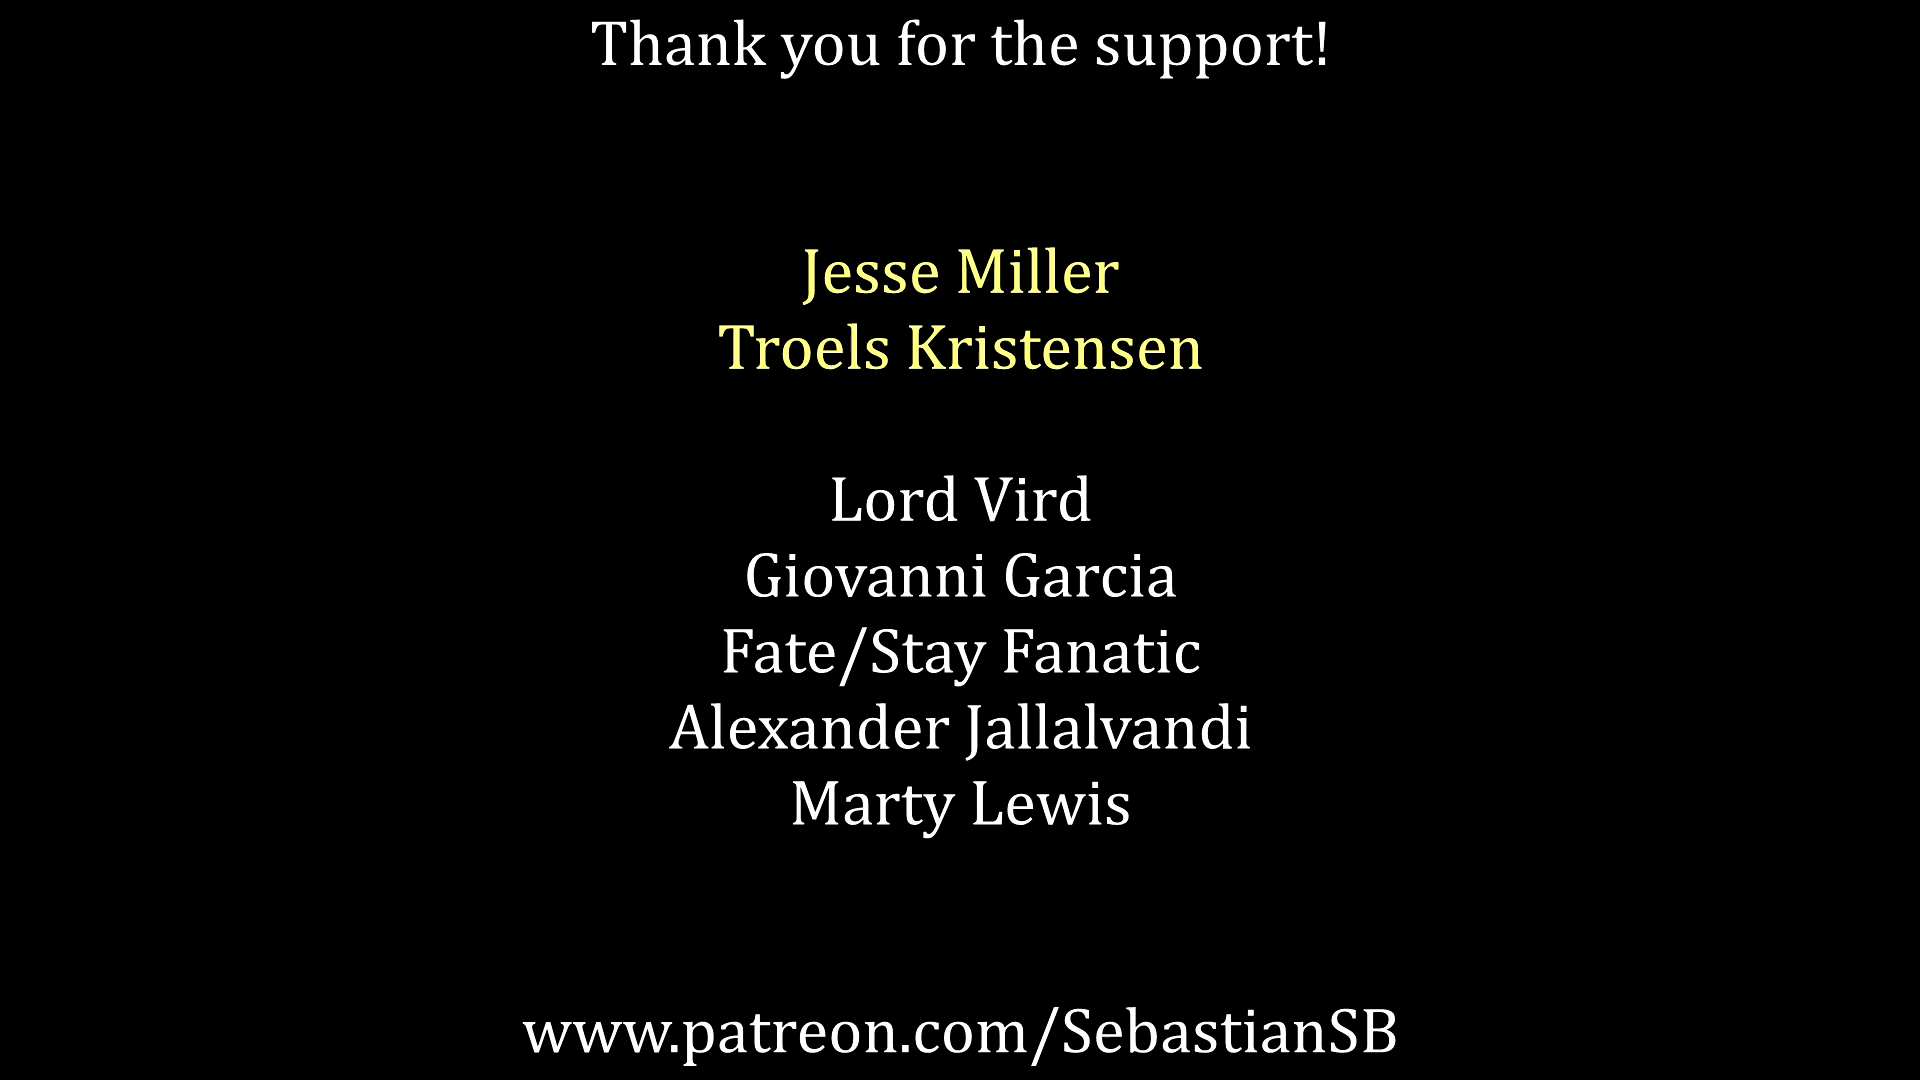 Thank you for the support!
Jesse Miller
Troels Kristensen
Lord Vird
Giovanni Garcia
Fate/Stay Fanatic
Alexander Jallalvandi
Marty Lewis
www.patreon.com/SebastianSB